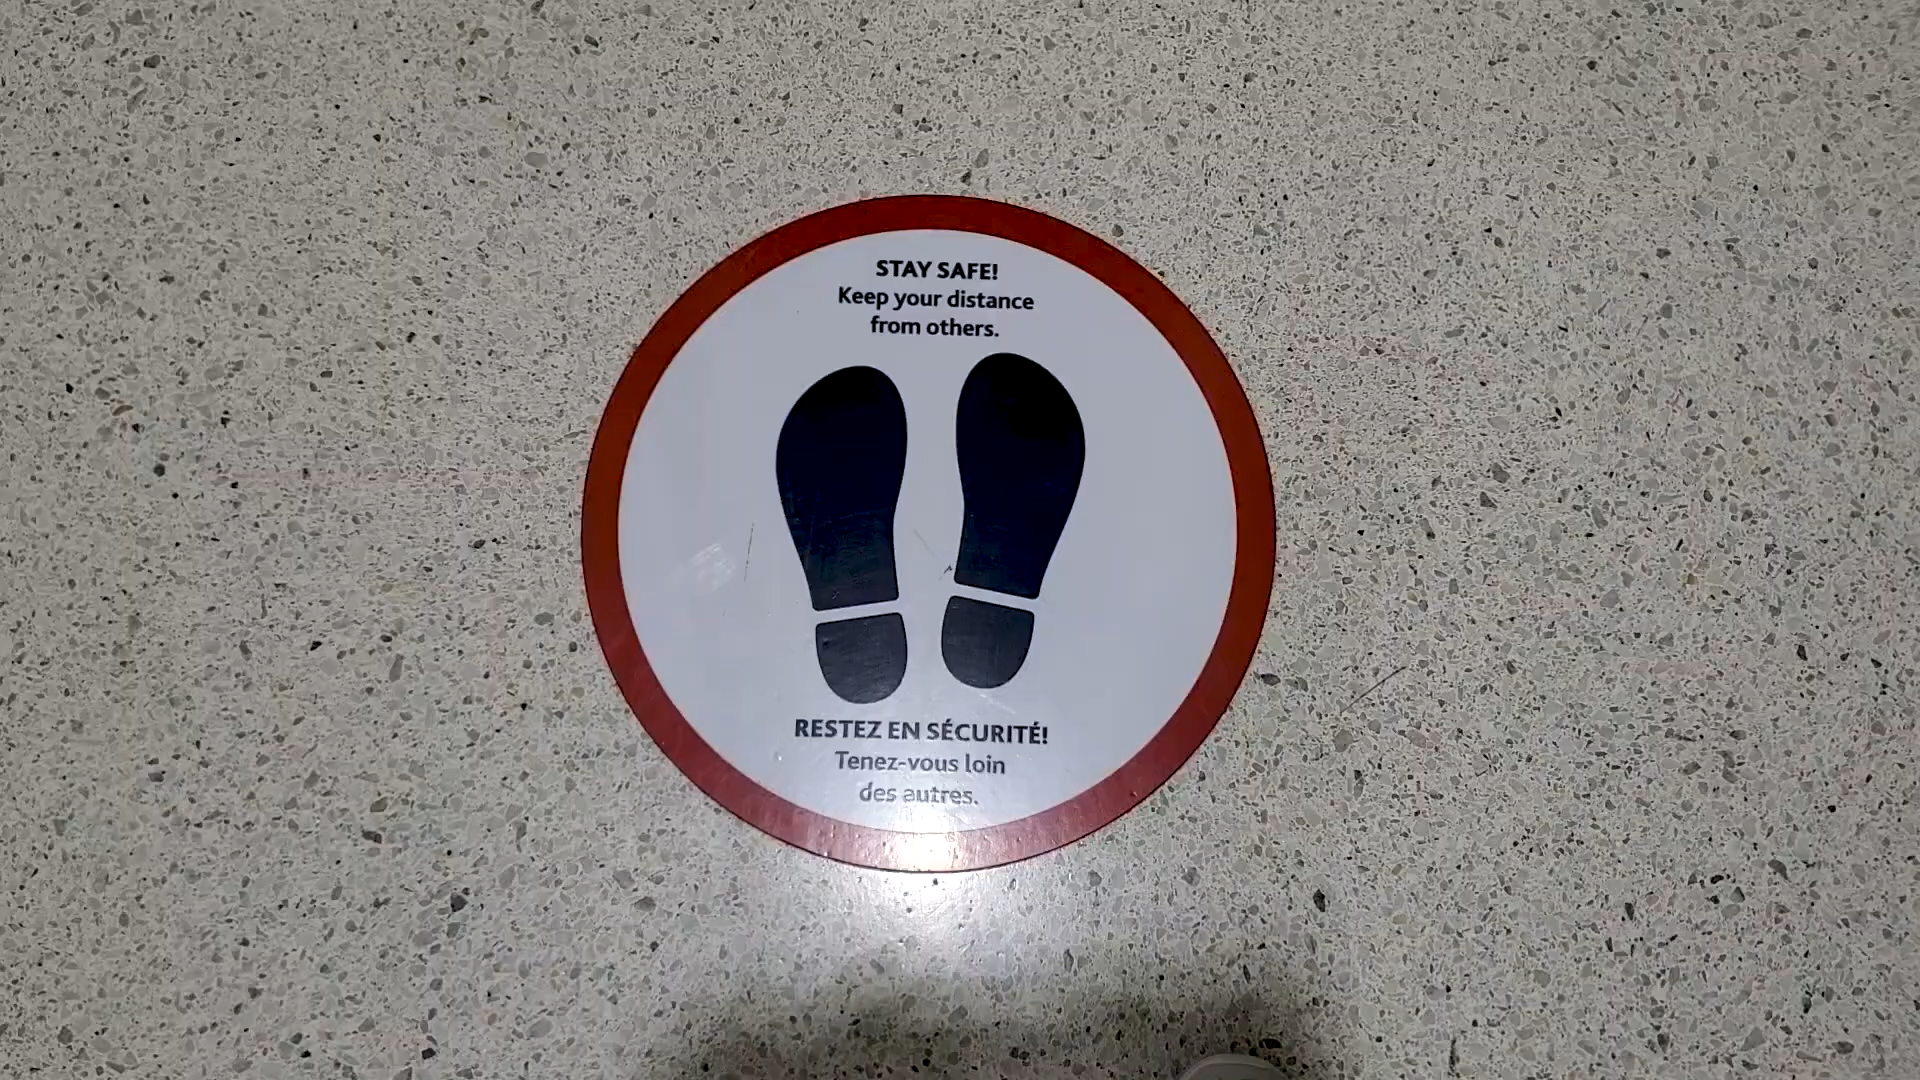 STAY SAFE!
Keep your distance
from others.
RESTEZ EN SÉCURITÉ!
Tenez-vous loin
des autres.